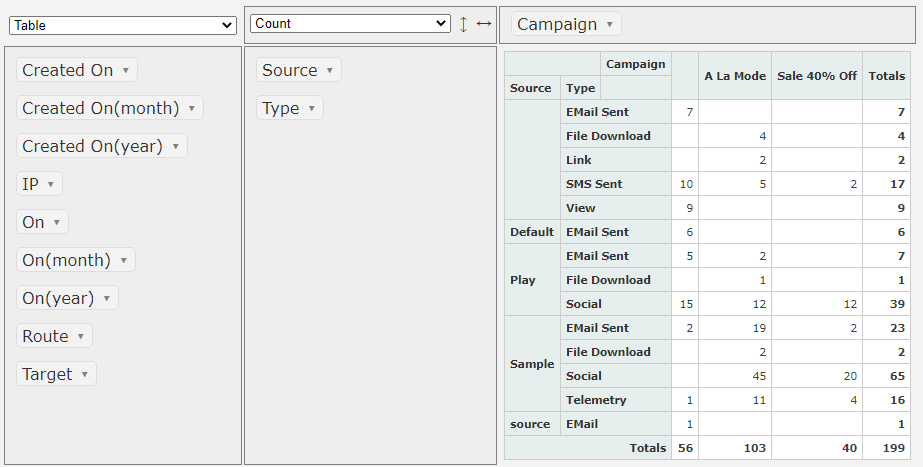 Table
Count ↕ ↔
Campaign ▾
Created On ▾
Created On(month) ▾
Created On(year) ▾
IP ▾
On ▾
On(month) ▾
On(year) ▾
Route ▾
Target ▾
Source ▾
Type ▾
Campaign A La Mode Sale 40% Off Totals
Source Type
EMail Sent 7 7
File Download 4 4
Link 2 2
SMS Sent 10 5 2 17
View 9 9
Default EMail Sent 6 6
Play EMail Sent 5 2 7
File Download 1 1
Social 15 12 12 39
Sample EMail Sent 2 19 2 23
File Download 2 2
Social 45 20 65
Telemetry 1 11 4 16
source EMail 1 1
Totals 56 103 40 199